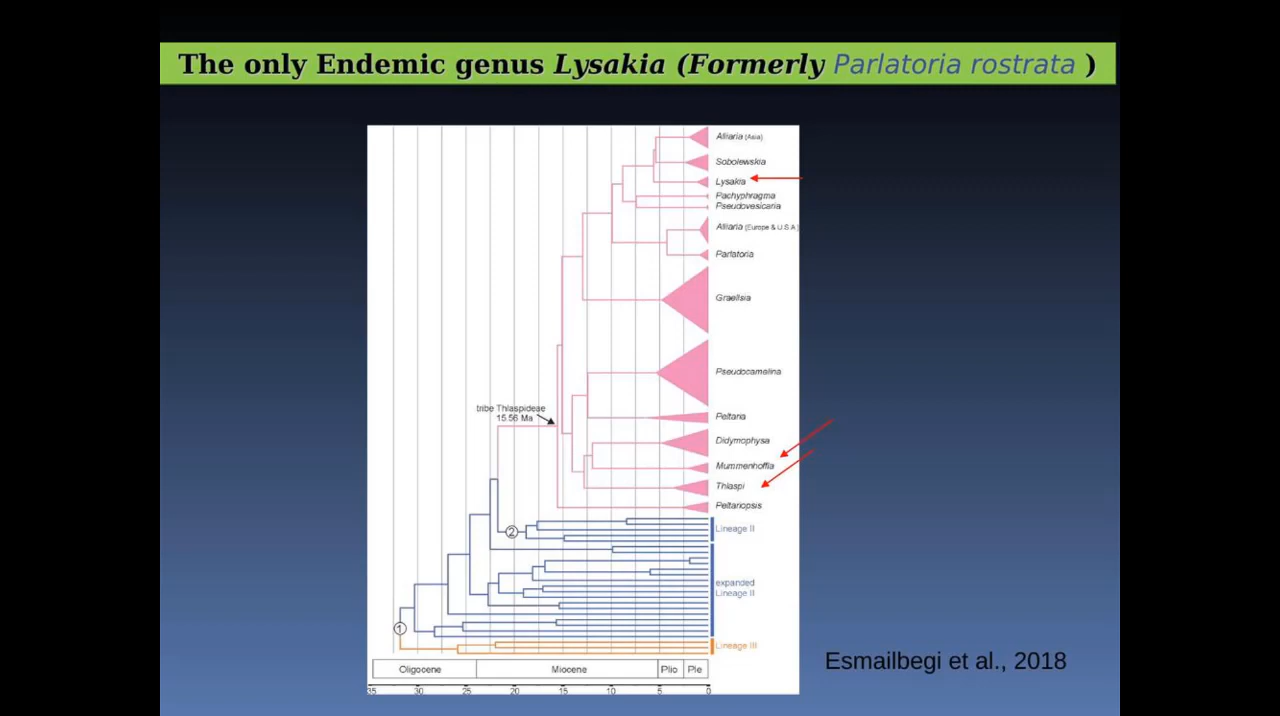 The only Endemic genus Lysakia (Formerly Parlatoria rostrata )
Alliaria (Asia)
Sobolewskia
Lysakia
Pachyphragma
Pseudovesicaria
Alliaria (Europe & U.S.A.)
Parlatoria
Graellsia
Pseudocamelina
tribe Thlaspideae
15.56 Ma
Peltaria
Didymophysa
Mummenhoffia
Thlaspi
Peltariopsis
2
Lineage II
expanded
Lineage II
1
Lineage III
Oligocene Miocene Plio Ple
35 30 25 20 15 10 5 0
Esmailbegi et al., 2018